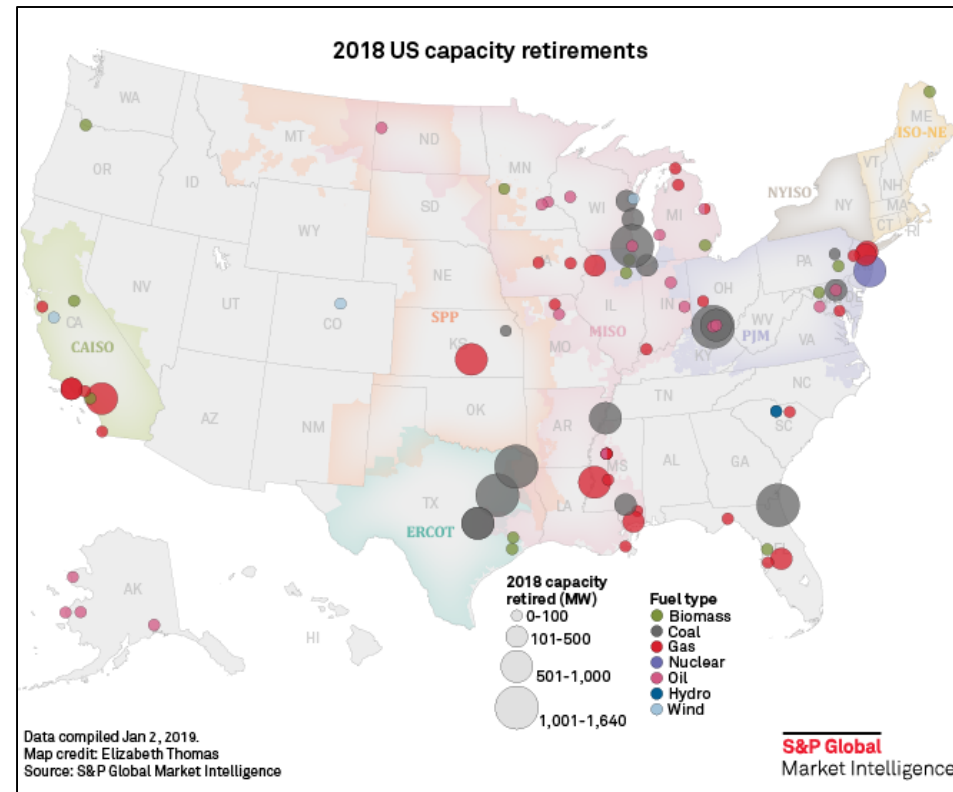 2018 US capacity retirements
WA
MT
ND
MN
ME
ISO-NE
OR
ID
SD
WI
MI
VT
NH
NYISO
NY
MA
CT
RI
WY
NV
UT
NE
IA
IL
IN
OH
PA
DE
CA
CAISO
CO
SPP
KS
MO
MISO
WV
PJM
VA
KY
AZ
NM
OK
AR
TN
NC
SC
TX
ERCOT
LA
MS
AL
GA
FL
AK
HI
2018 capacity
retired (MW)
0-100
101-500
501-1,000
1,001-1,640
Fuel type
Biomass
Coal
Gas
Nuclear
Oil
Hydro
Wind
Data compiled Jan 2, 2019.
Map credit: Elizabeth Thomas
Source: S&P Global Market Intelligence
S&P Global
Market Intelligence